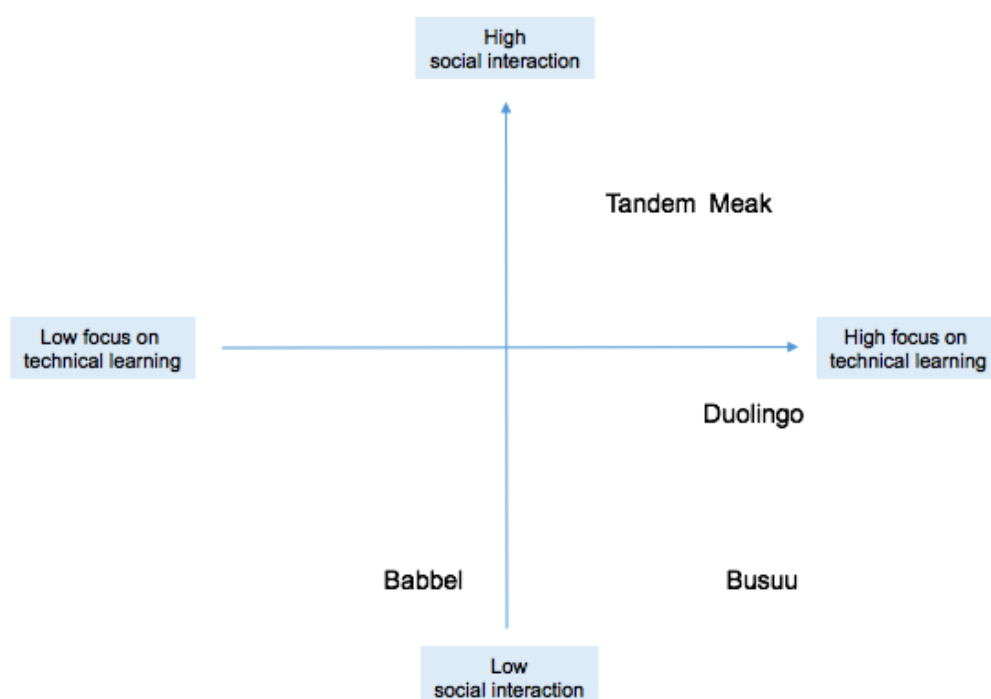 High
social interaction
Tandem Meak
Low focus on
technical learning
High focus on
technical learning
Duolingo
Babbel
Busuu
Low
social interaction